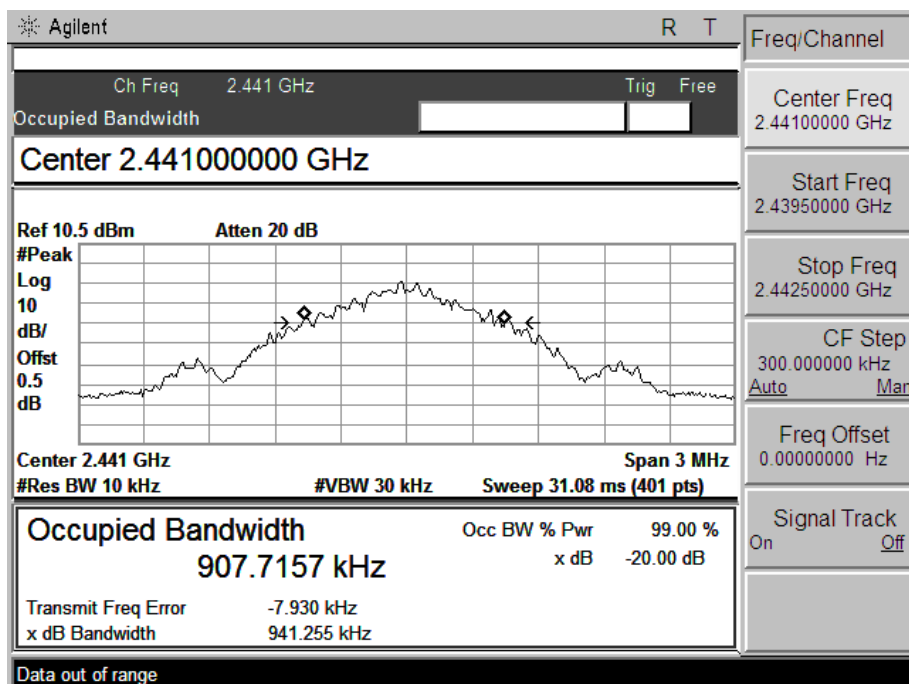 Agilent R T
Freq/Channel
Ch Freq 2.441 GHz Trig Free
Occupied Bandwidth
Center 2.441000000 GHz
Ref 10.5 dBm Atten 20 dB
#Peak
Log
10
dB/
Offst
0.5
dB
Center 2.441 GHz Span 3 MHz
#Res BW 10 kHz #VBW 30 kHz Sweep 31.08 ms (401 pts)
Occupied Bandwidth
907.7157 kHz
Occ BW % Pwr 99.00 %
x dB -20.00 dB
Transmit Freq Error -7.930 kHz
x dB Bandwidth 941.255 kHz
Center Freq
2.44100000 GHz
Start Freq
2.43950000 GHz
Stop Freq
2.44250000 GHz
CF Step
300.000000 kHz
Auto Man
Freq Offset
0.00000000 Hz
Signal Track
On Off
Data out of range